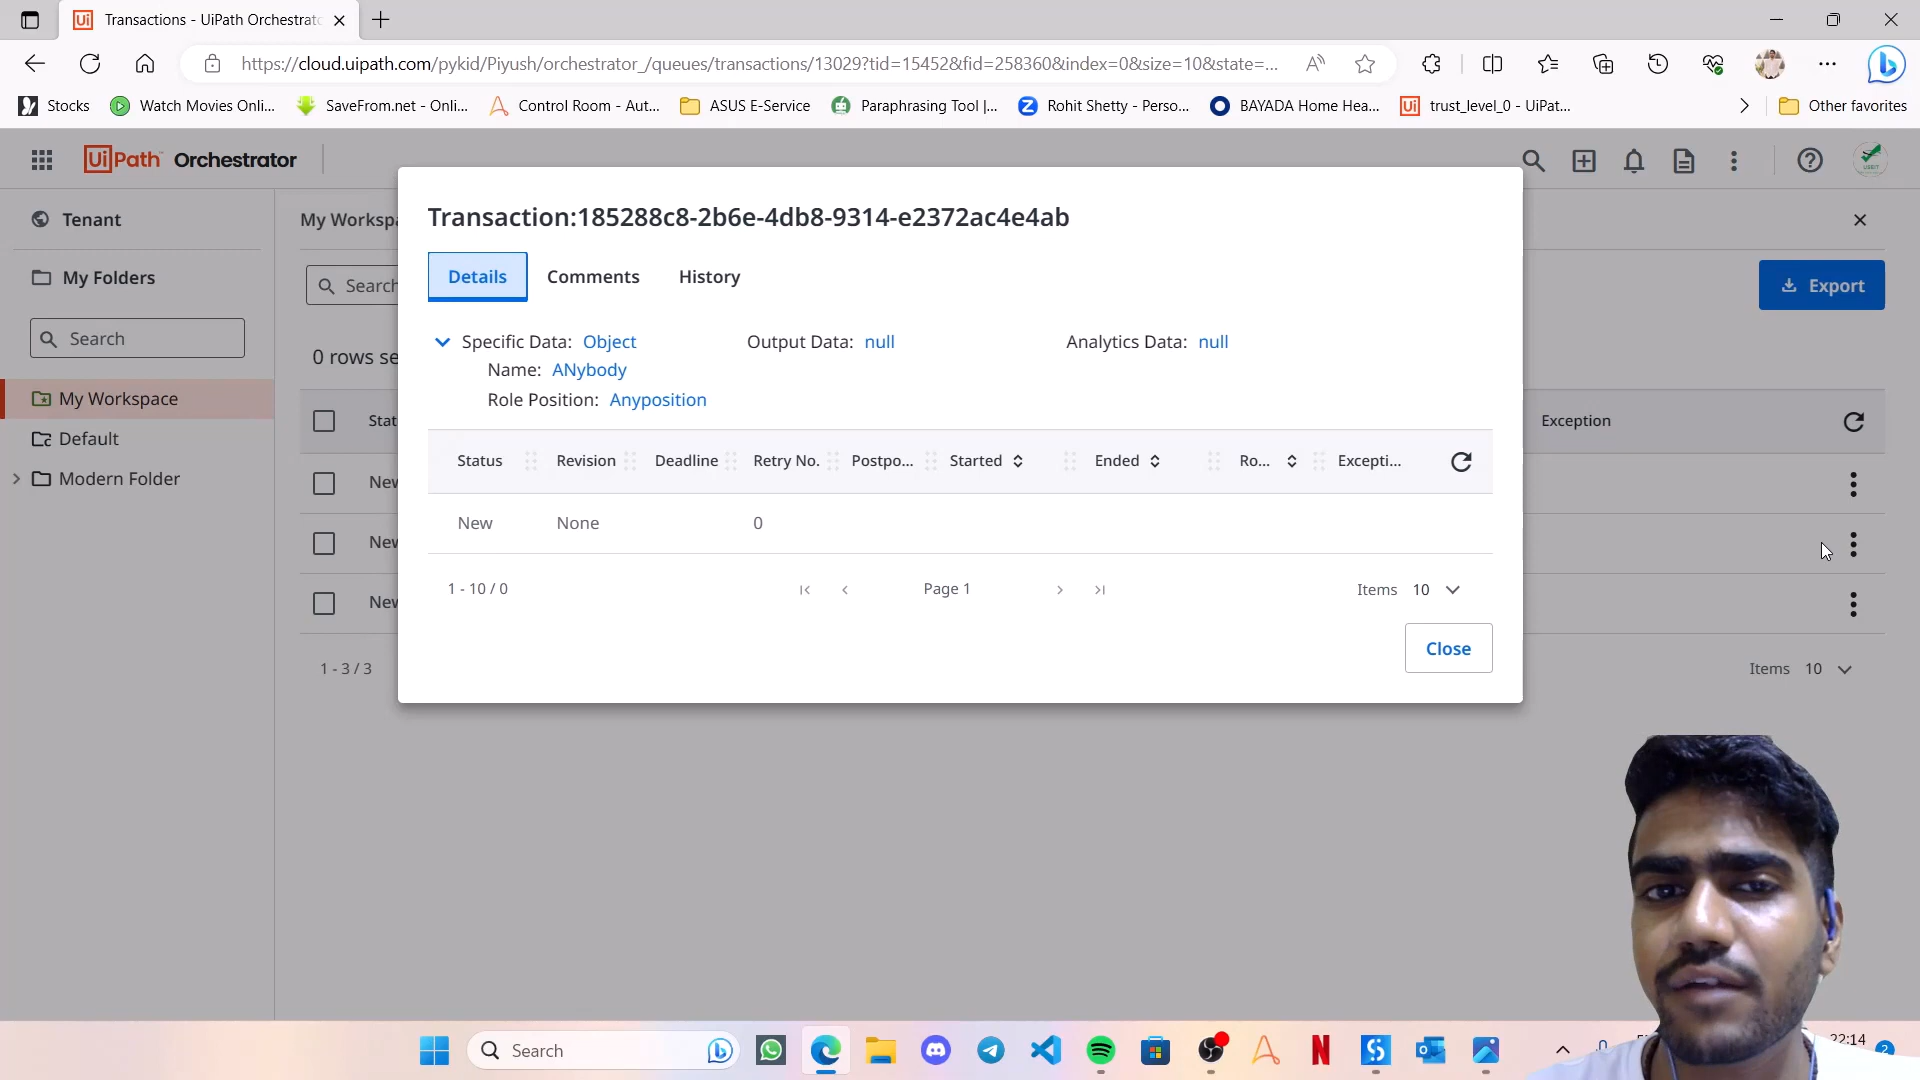 Transactions - UiPath Orchestrat
https://cloud.uipath.com/pykid/Piyush/orchestrator_/queues/transactions/13029?tid=15452&fid=258360&index=0&size=10&state=...
Stocks
Watch Movies Onli...
SaveFrom.net - Onli...
Control Room - Aut...
ASUS E-Service
Paraphrasing Tool |...
Rohit Shetty - Perso...
BAYADA Home Hea...
trust_level_0 - UiPat...
Other favorites
UiPath Orchestrator
Tenant
My Folders
Search
My Workspace
Default
Modern Folder
My Workspa
Search
Export
0 rows se
Stat
Exception
New
New
New
1 - 3 / 3
Items 10
Transaction:185288c8-2b6e-4db8-9314-e2372ac4e4ab
Details Comments History
Specific Data: Object Output Data: null Analytics Data: null
Name: ANybody
Role Position: Anyposition
Status Revision Deadline Retry No. Postpo... Started Ended Ro... Excepti...
New None 0
1 - 10 / 0 Page 1 Items 10
Close
Search
22:14
2